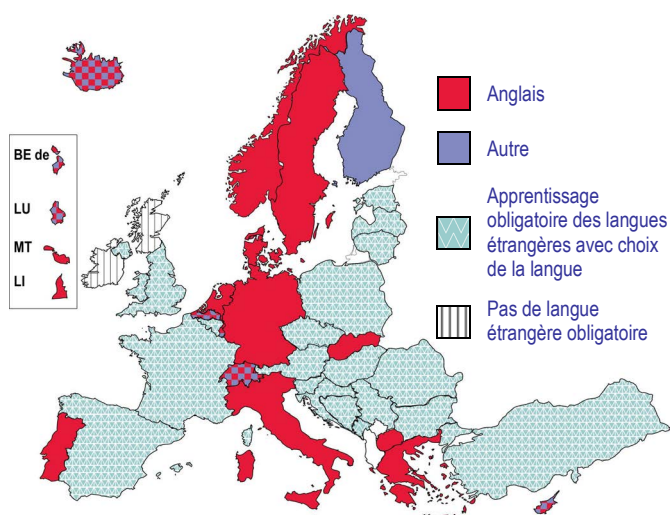 Anglais
Autre
Apprentissage
obligatoire des langues
étrangères avec choix
de la langue
Pas de langue
étrangère obligatoire
BE de
LU
MT
LI